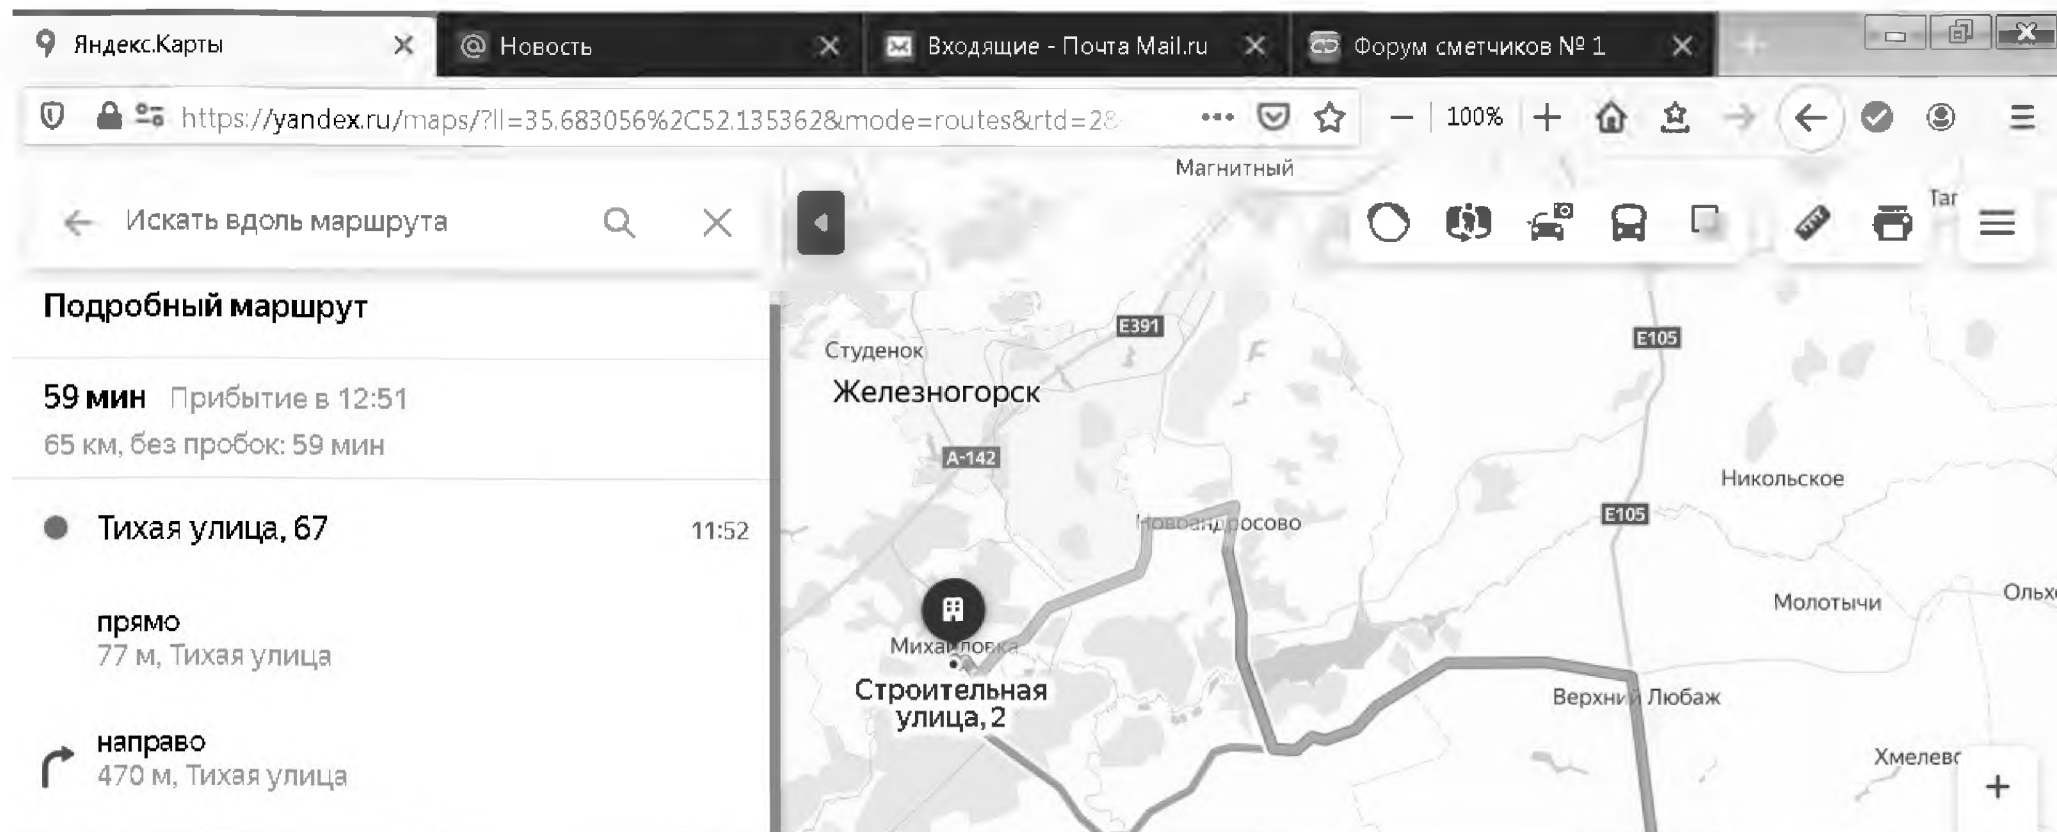 Яндекс.Карты
Новость
Входящие - Почта Mail.ru
Форум сметчиков № 1
https://yandex.ru/maps/?ll=35.683056%2C52.135362&mode=routes&rtd=2
100%
Магнитный
Искать вдоль маршрута
Таг
Подробный маршрут
E391
E105
Студенок
59 мин Прибытие в 12:51
Железногорск
65 км, без пробок: 59 мин
А-142
Никольское
E105
Тихая улица, 67
11:52
Новоандросово
Ольх
Молотычи
прямо
77 м, Тихая улица
Михайловка
Строительная
улица, 2
Верхний Любаж
направо
470 м, Тихая улица
Хмелевс